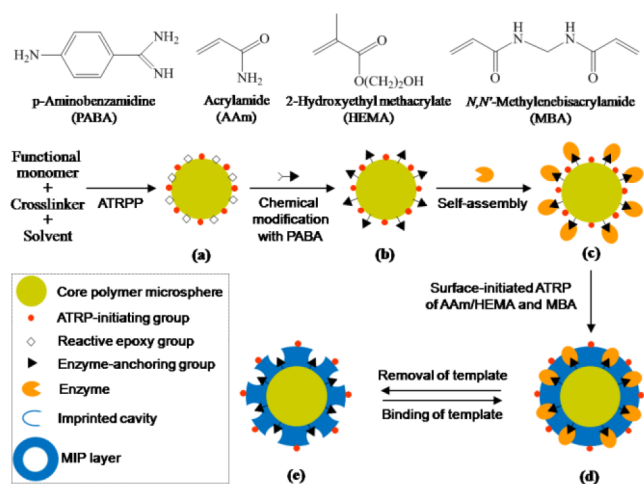 H₂N
NH₂
NH
O
NH₂
O
O(CH₂)₂OH
O
H
N
H
N
O
p-Aminobenzamidine
(PABA)
Acrylamide
(AAm)
2-Hydroxyethyl methacrylate
(HEMA)
N,N'-Methylenebisacrylamide
(MBA)
Functional
monomer
+
Crosslinker
+
Solvent
ATRPP
(a)
Chemical
modification
with PABA
(b)
Self-assembly
(c)
Surface-initiated ATRP
of AAm/HEMA and MBA
Core polymer microsphere
ATRP-initiating group
Reactive epoxy group
Enzyme-anchoring group
Enzyme
Imprinted cavity
MIP layer
(e)
Removal of template
Binding of template
(d)